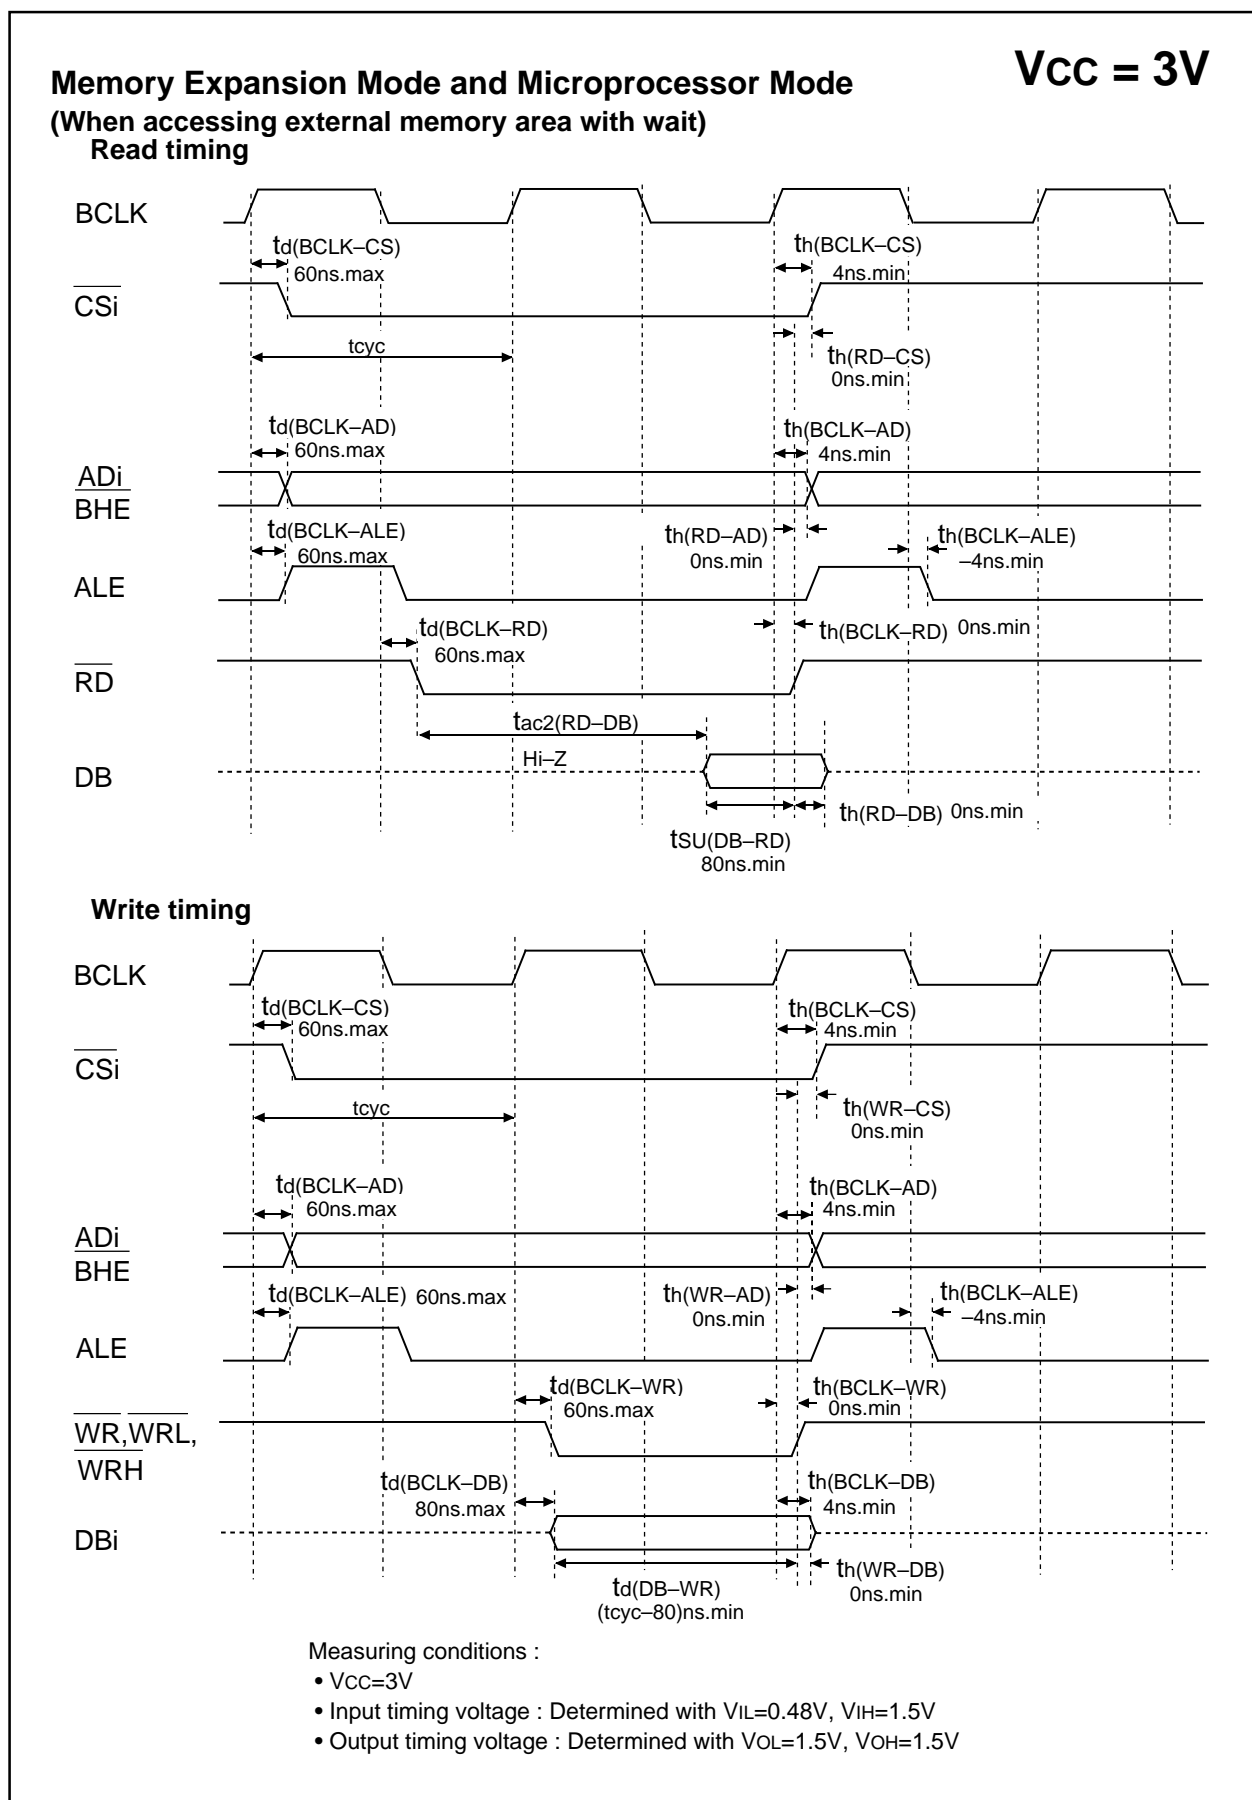 VCC = 3V
Memory Expansion Mode and Microprocessor Mode
(When accessing external memory area with wait)
Read timing
BCLK
td(BCLK–CS)
60ns.max
th(BCLK–CS)
4ns.min
CSi
tcyc
th(RD–CS)
0ns.min
td(BCLK–AD)
60ns.max
th(BCLK–AD)
4ns.min
ADi
BHE
td(BCLK–ALE)
60ns.max
th(RD–AD)
0ns.min
th(BCLK–ALE)
–4ns.min
ALE
td(BCLK–RD)
60ns.max
th(BCLK–RD) 0ns.min
RD
tac2(RD–DB)
Hi–Z
DB
th(RD–DB) 0ns.min
tSU(DB–RD)
80ns.min
Write timing
BCLK
td(BCLK–CS)
60ns.max
th(BCLK–CS)
4ns.min
CSi
tcyc
th(WR–CS)
0ns.min
td(BCLK–AD)
60ns.max
th(BCLK–AD)
4ns.min
ADi
BHE
td(BCLK–ALE) 60ns.max
th(WR–AD)
0ns.min
th(BCLK–ALE)
–4ns.min
ALE
td(BCLK–WR)
60ns.max
th(BCLK–WR)
0ns.min
WR,WRL,
WRH
td(BCLK–DB)
80ns.max
th(BCLK–DB)
4ns.min
DBi
td(DB–WR)
(tcyc–80)ns.min
th(WR–DB)
0ns.min
Measuring conditions :
• VCC=3V
• Input timing voltage : Determined with VIL=0.48V, VIH=1.5V
• Output timing voltage : Determined with VOL=1.5V, VOH=1.5V